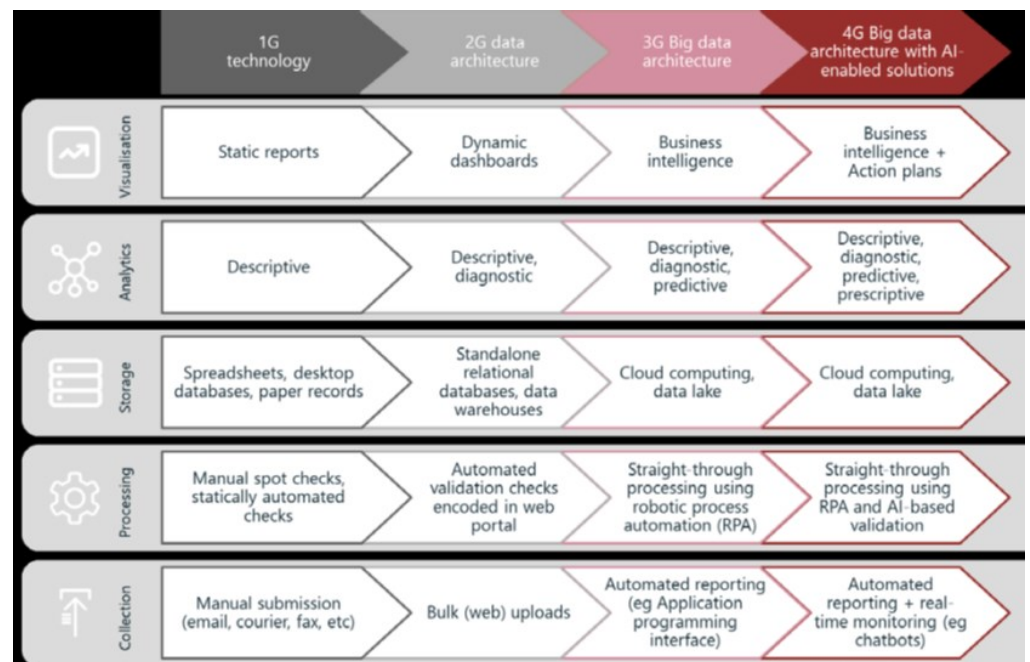 1G
technology
2G data
architecture
3G Big data
architecture
4G Big data
architecture with AI-
enabled solutions
Visualisation
Static reports
Dynamic
dashboards
Business
intelligence
Business
intelligence +
Action plans
Analytics
Descriptive
Descriptive,
diagnostic
Descriptive,
diagnostic,
predictive
Descriptive,
diagnostic,
predictive,
prescriptive
Storage
Spreadsheets, desktop
databases, paper records
Standalone
relational
databases, data
warehouses
Cloud computing,
data lake
Cloud computing,
data lake
Processing
Manual spot checks,
statically automated
checks
Automated
validation checks
encoded in web
portal
Straight-through
processing using
robotic process
automation (RPA)
Straight-through
processing using
RPA and AI-based
validation
Collection
Manual submission
(email, courier, fax, etc)
Bulk (web) uploads
Automated reporting
(eg Application
programming
interface)
Automated
reporting + real-
time monitoring (eg
chatbots)